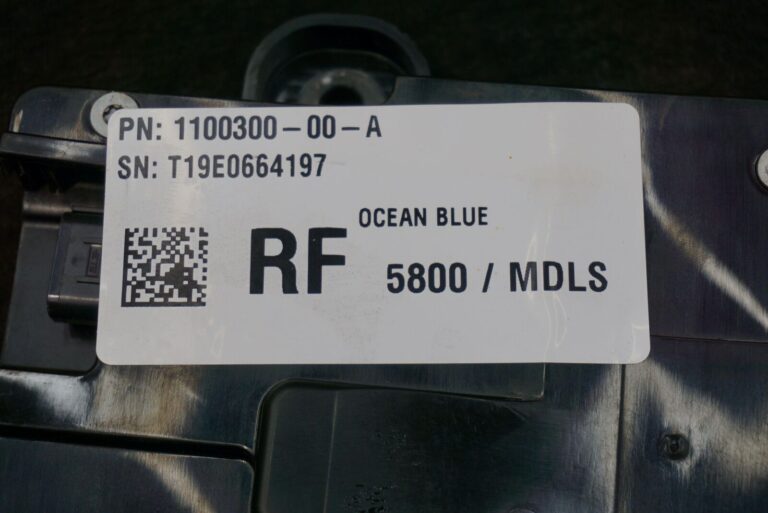 PN: 1100300-00-A
SN: T19E0664197
OCEAN BLUE
RF
5800 / MDLS